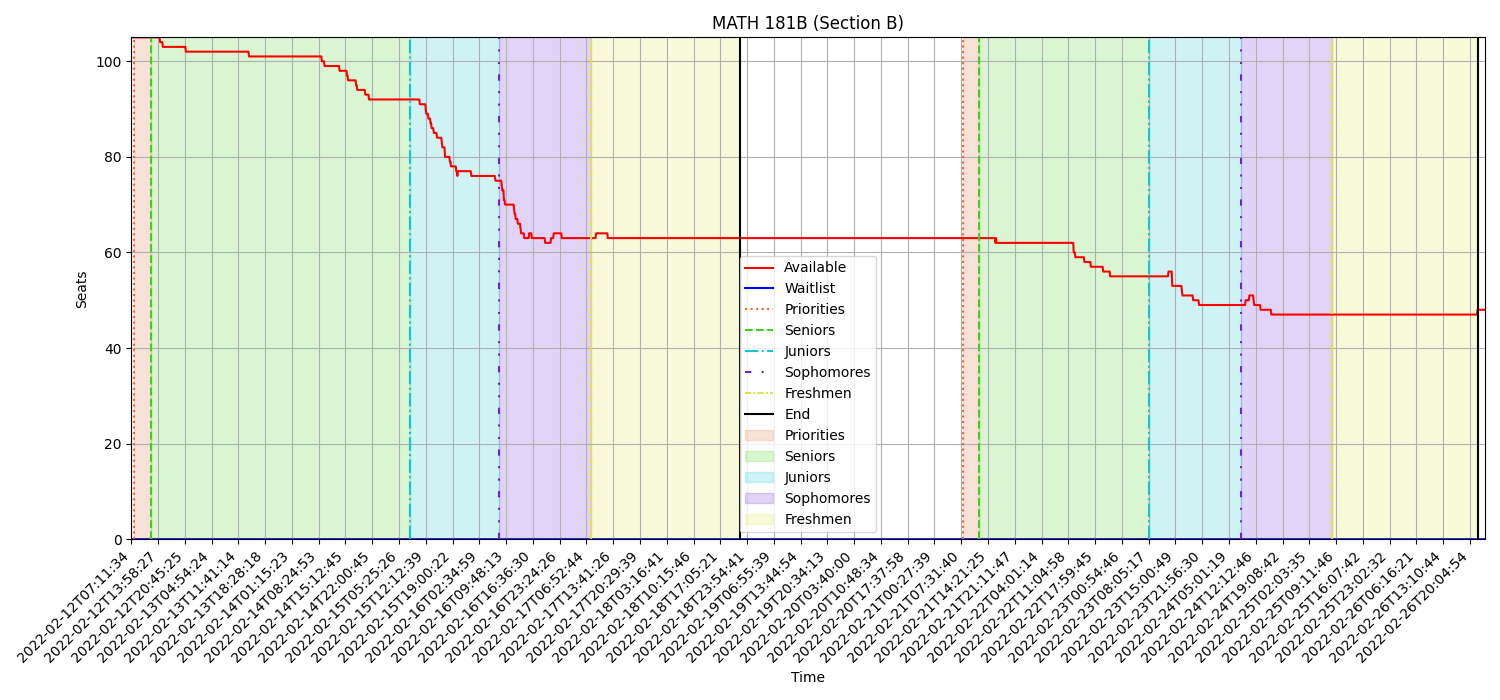 MATH 181B (Section B)
Seats
100
80
60
40
20
0
Available
Waitlist
Priorities
Seniors
Juniors
Sophomores
Freshmen
End
Priorities
Seniors
Juniors
Sophomores
Freshmen
2022-02-12T07:11:34
2022-02-12T13:58:27
2022-02-12T20:45:25
2022-02-13T04:54:24
2022-02-13T11:41:14
2022-02-13T18:28:18
2022-02-14T01:15:23
2022-02-14T08:24:53
2022-02-14T15:12:45
2022-02-14T22:00:45
2022-02-15T05:25:26
2022-02-15T12:12:39
2022-02-15T19:00:22
2022-02-16T02:34:59
2022-02-16T09:48:13
2022-02-16T16:36:30
2022-02-16T23:24:26
2022-02-17T06:52:44
2022-02-17T13:41:26
2022-02-17T20:29:39
2022-02-18T03:16:41
2022-02-18T10:15:46
2022-02-18T17:05:21
2022-02-18T23:54:41
2022-02-19T06:55:39
2022-02-19T13:44:54
2022-02-19T20:34:13
2022-02-20T03:40:00
2022-02-20T10:48:34
2022-02-20T17:37:58
2022-02-21T00:27:39
2022-02-21T07:31:40
2022-02-21T14:21:25
2022-02-21T21:11:47
2022-02-22T04:01:14
2022-02-22T11:04:58
2022-02-22T17:59:45
2022-02-23T00:54:46
2022-02-23T08:05:17
2022-02-23T15:00:49
2022-02-23T21:56:30
2022-02-24T05:01:19
2022-02-24T12:12:46
2022-02-24T19:08:42
2022-02-25T02:03:35
2022-02-25T09:11:46
2022-02-25T16:07:42
2022-02-25T23:02:32
2022-02-26T06:16:21
2022-02-26T13:10:44
2022-02-26T20:04:54
Time